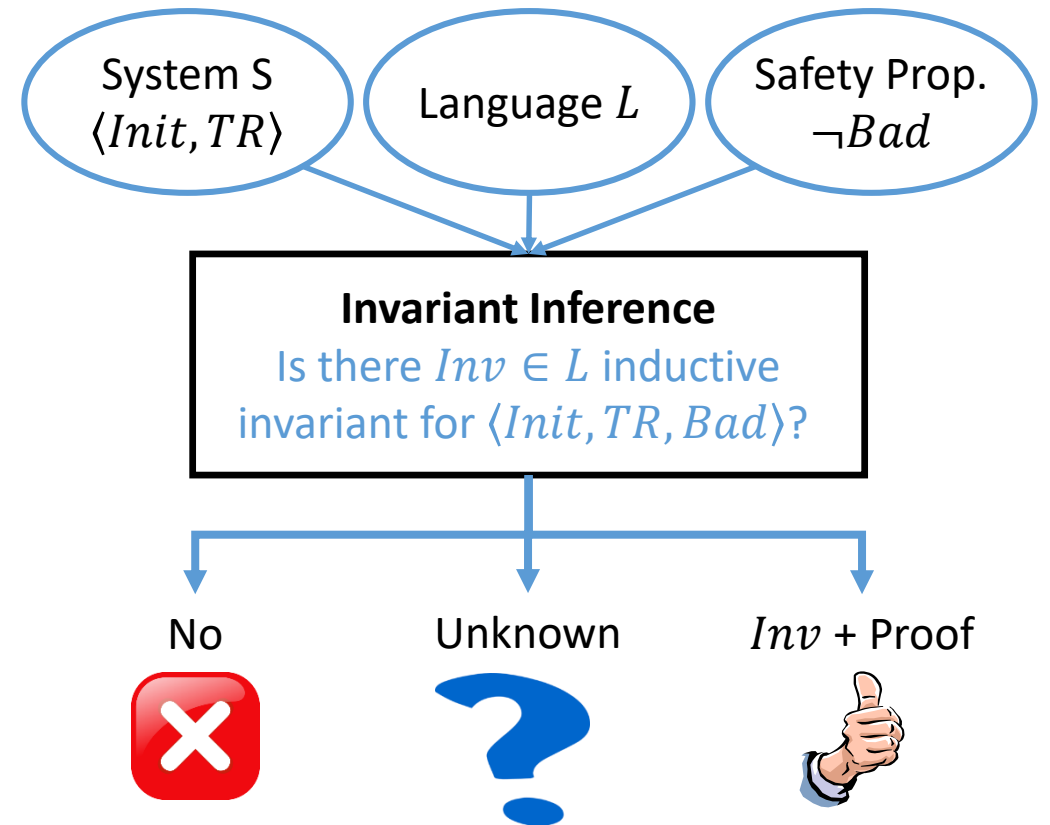 System S
⟨Init, TR⟩
Language L
Safety Prop.
¬Bad
Invariant Inference
Is there Inv ∈ L inductive
invariant for ⟨Init, TR, Bad⟩?
No
Unknown
Inv + Proof